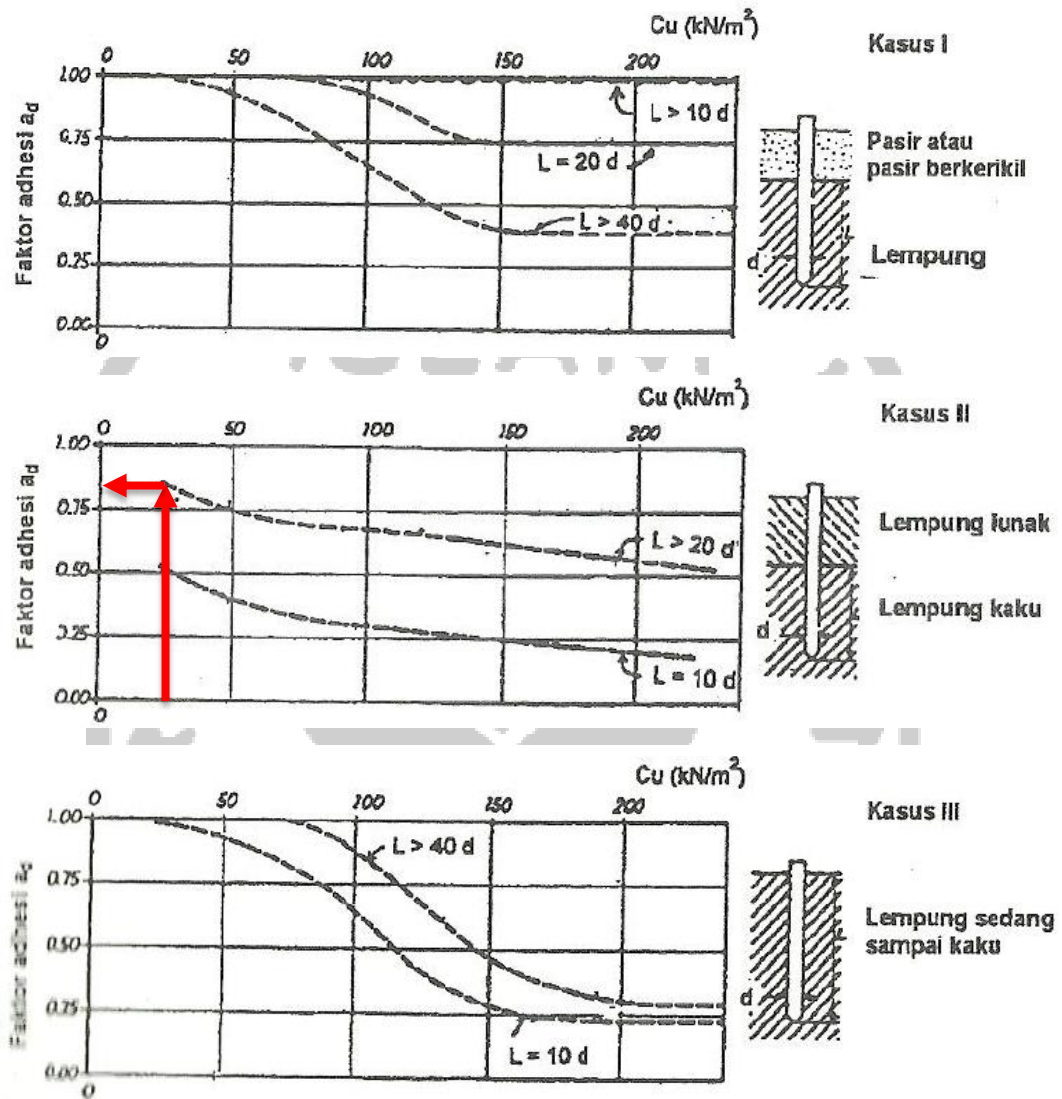 Cu (kN/m²)
Kasus I
0 50 100 150 200
1.00
0.75
0.50
0.25
0.00
0
Faktor adhesi ad
L > 10 d
L = 20 d
L > 40 d
Pasir atau
pasir berkerikil
Lempung
d
Cu (kN/m²)
Kasus II
0 50 100 150 200
1.00
0.75
0.50
0.25
0.00
0
Faktor adhesi ad
L > 20 d
L = 10 d
Lempung lunak
Lempung kaku
d
Cu (kN/m²)
Kasus III
0 50 100 150 200
1.00
0.75
0.50
0.25
0.00
0
Faktor adhesi ad
L > 40 d
L = 10 d
Lempung sedang
sampai kaku
d